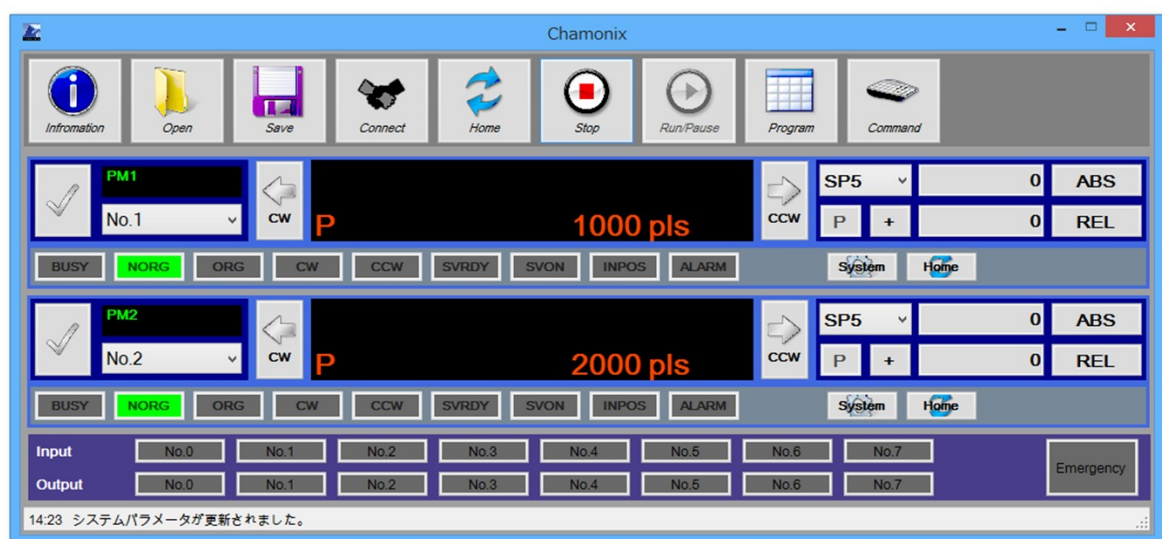 Chamonix
Infromation Open Save Connect Home Stop Run/Pause Program Command
PM1
No.1
CW
P 1000 pls
CCW
SP5 0 ABS
P + 0 REL
BUSY NORG ORG CW CCW SVRDY SVON INPOS ALARM System Home
PM2
No.2
CW
P 2000 pls
CCW
SP5 0 ABS
P + 0 REL
BUSY NORG ORG CW CCW SVRDY SVON INPOS ALARM System Home
Input No.0 No.1 No.2 No.3 No.4 No.5 No.6 No.7
Output No.0 No.1 No.2 No.3 No.4 No.5 No.6 No.7
Emergency
14:23 システムパラメータが更新されました。